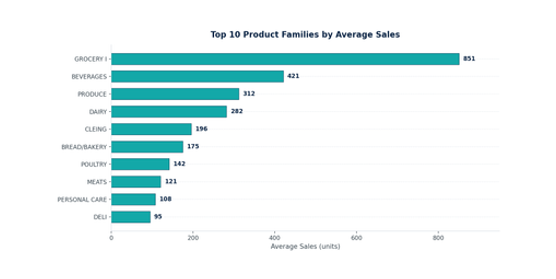 Top 10 Product Families by Average Sales
GROCERY I 851
BEVERAGES 421
PRODUCE 312
DAIRY 282
CLEING 196
BREAD/BAKERY 175
POULTRY 142
MEATS 121
PERSONAL CARE 108
DELI 95
0 200 400 600 800
Average Sales (units)